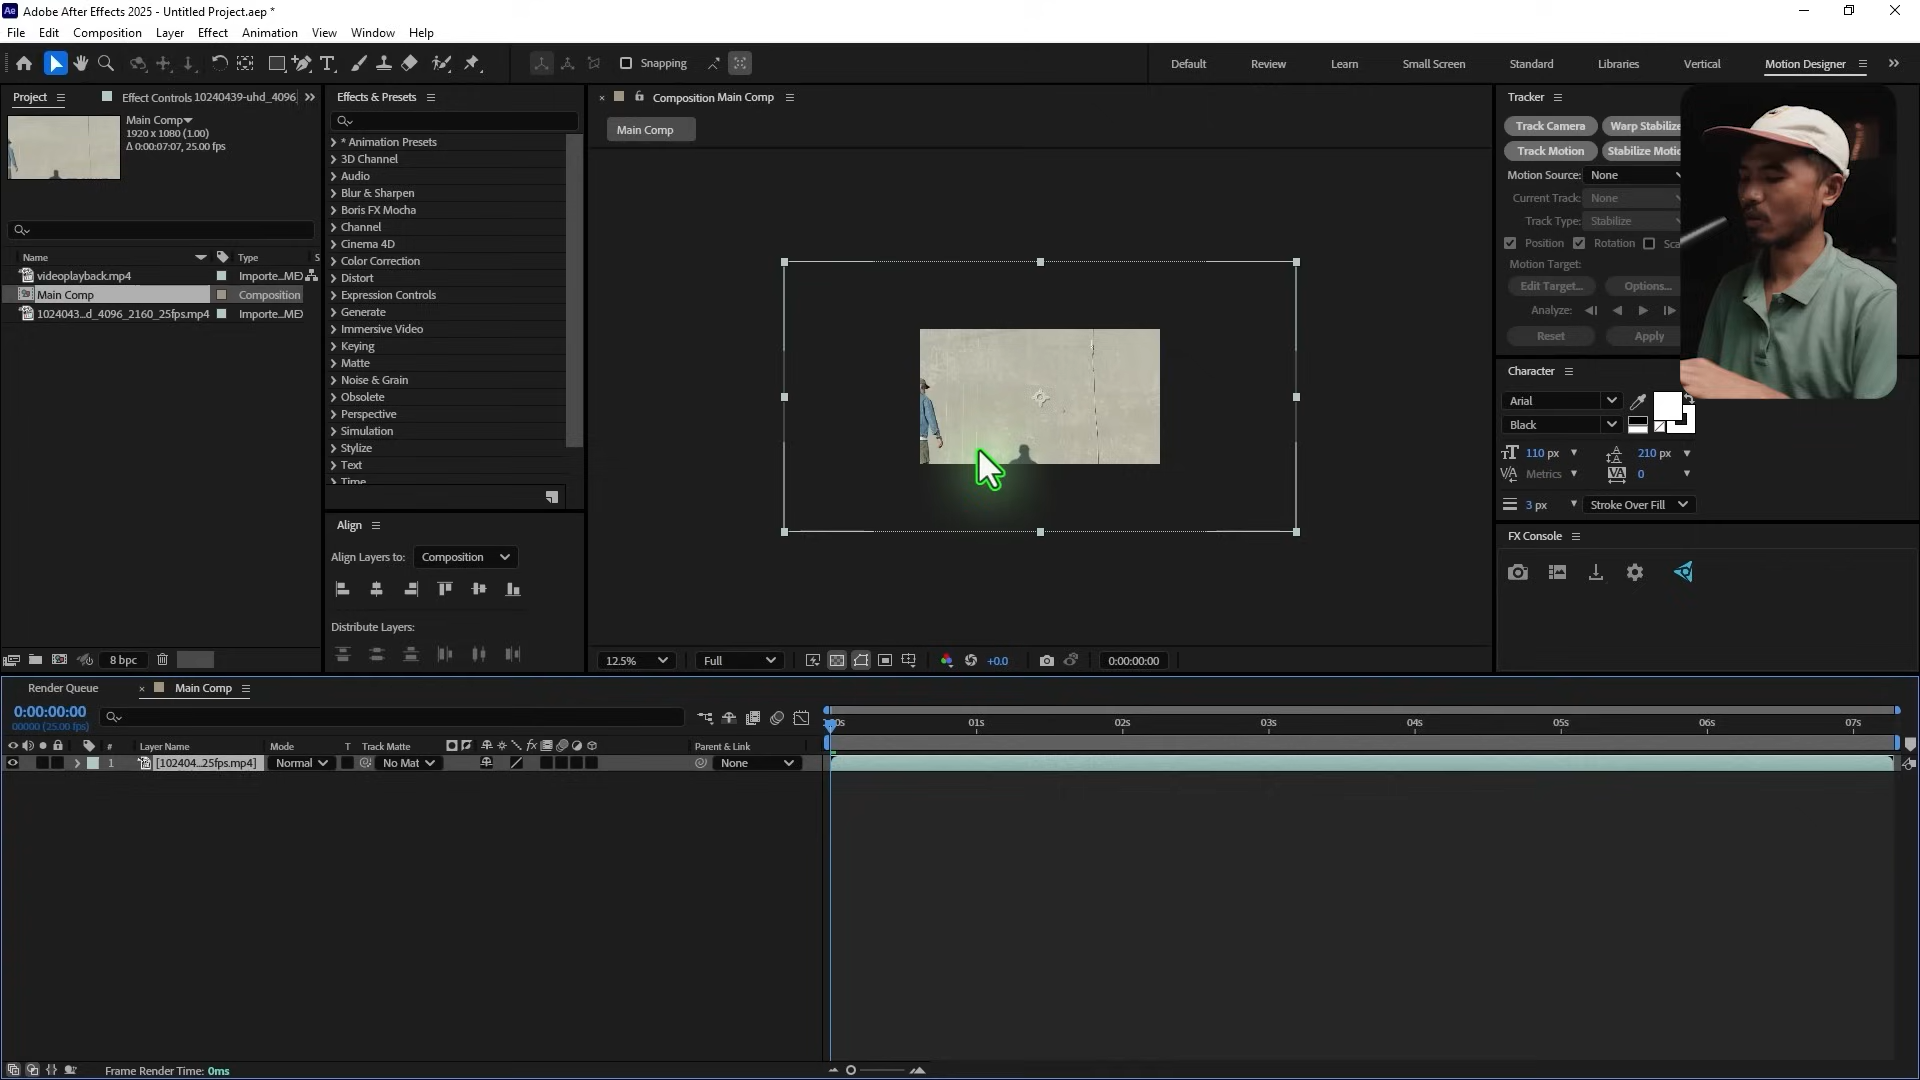 Adobe After Effects 2025 - Untitled Project.aep *
File Edit Composition Layer Effect Animation View Window Help
Snapping
Default Review Learn Small Screen Standard Libraries Vertical Motion Designer
Project Effect Controls 10240439-uhd_4096
Main Comp
1920 x 1080 (1.00)
Δ 0:00:07:07, 25.00 fps
Name Type S
videoplayback.mp4 Importe...MEX
Main Comp Composition
1024043...d_4096_2160_25fps.mp4 Importe...MEX
8 bpc
Effects & Presets
* Animation Presets
3D Channel
Audio
Blur & Sharpen
Boris FX Mocha
Channel
Cinema 4D
Color Correction
Distort
Expression Controls
Generate
Immersive Video
Keying
Matte
Noise & Grain
Obsolete
Perspective
Simulation
Stylize
Text
Time
Align
Align Layers to: Composition
Distribute Layers:
Composition Main Comp
Main Comp
12.5% Full +0.0 0:00:00:00
Tracker
Track Camera Warp Stabilize
Track Motion Stabilize Motio
Motion Source: None
Current Track: None
Track Type: Stabilize
Position Rotation Sca
Motion Target:
Edit Target... Options...
Analyze:
Reset Apply
Character
Arial
Black
110 px 210 px
Metrics 0
3 px Stroke Over Fill
FX Console
Render Queue Main Comp
0:00:00:00
00000 (25.00 fps)
# Layer Name Mode T Track Matte Parent & Link
1 [102404...25fps.mp4] Normal No Mat None
01s 02s 03s 04s 05s 06s 07s
Frame Render Time: 0ms